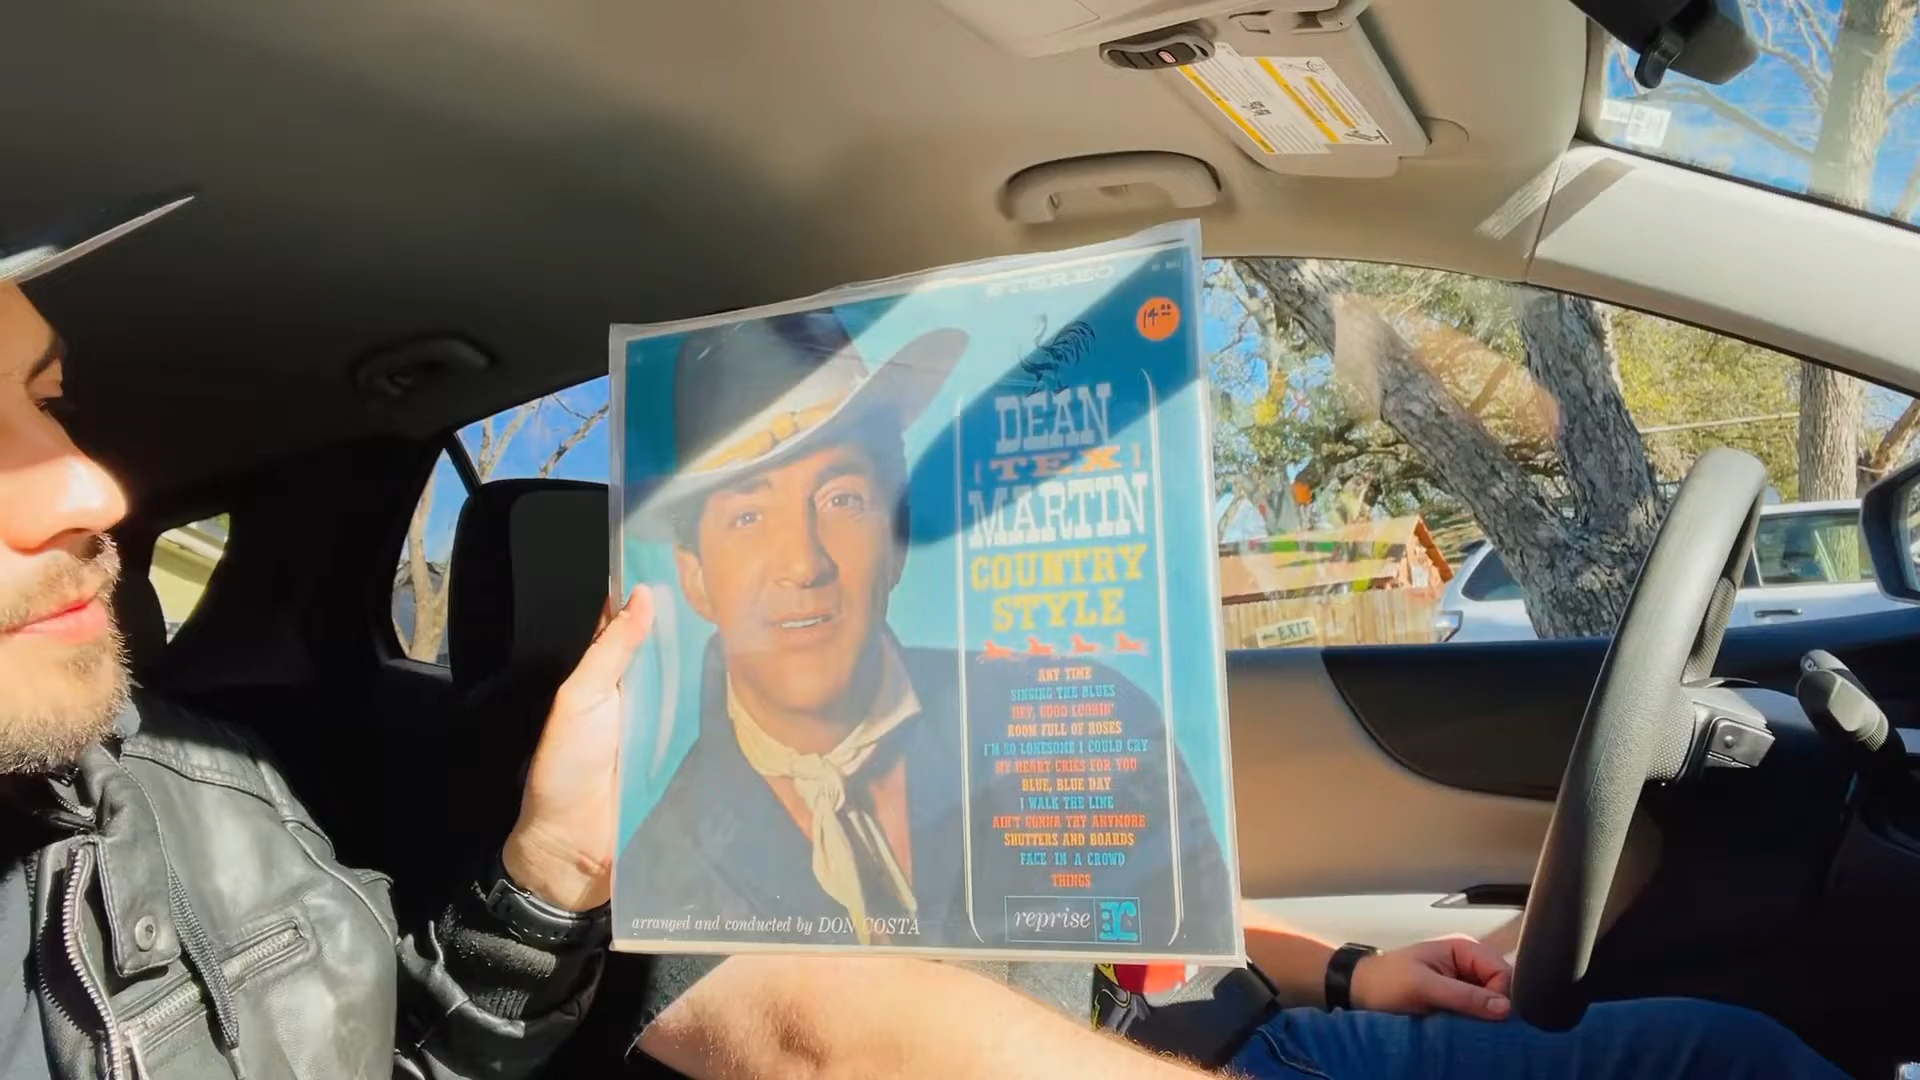 STEREO
14.00
DEAN
{TEX}
MARTIN
COUNTRY
STYLE
ANY TIME
SINGING THE BLUES
HEY, GOOD LOOKIN'
ROOM FULL OF ROSES
I'M SO LONESOME I COULD CRY
MY HEART CRIES FOR YOU
BLUE, BLUE DAY
I WALK THE LINE
AIN'T GONNA TRY ANYMORE
SHUTTERS AND BOARDS
FACE IN A CROWD
THINGS
reprise
arranged and conducted by DON COSTA
EXIT